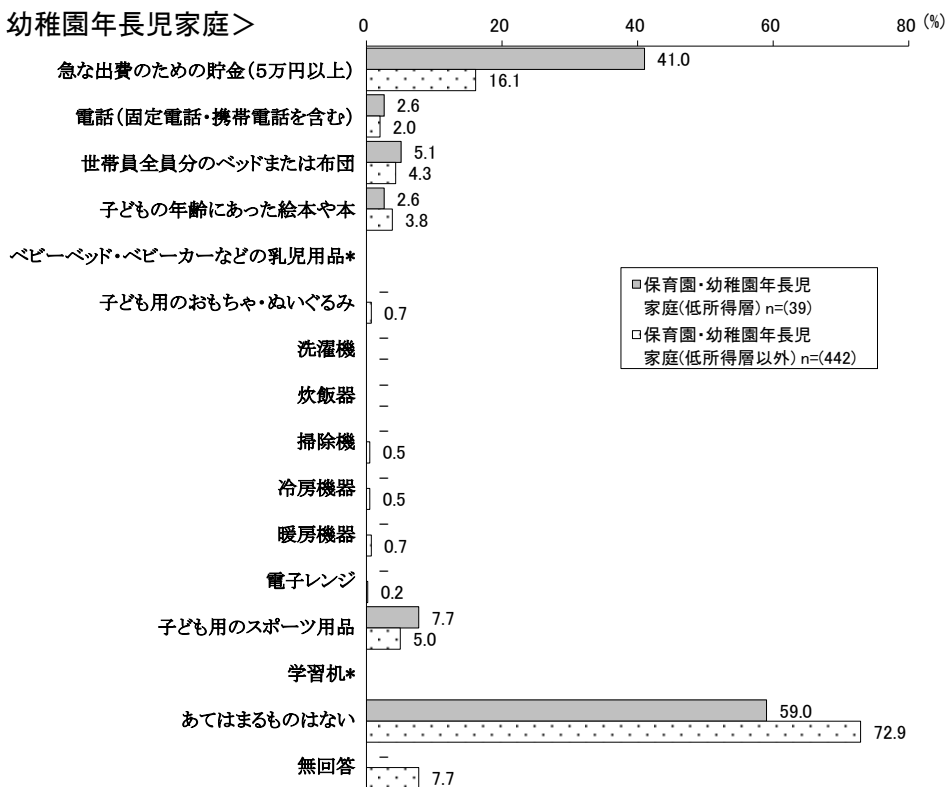 幼稚園年長児家庭＞
0 20 40 60 80 (%)
急な出費のための貯金(5万円以上)
41.0
16.1
電話(固定電話・携帯電話を含む)
2.6
2.0
世帯員全員分のベッドまたは布団
5.1
4.3
子どもの年齢にあった絵本や本
2.6
3.8
ベビーベッド・ベビーカーなどの乳児用品*
子ども用のおもちゃ・ぬいぐるみ
–
0.7
洗濯機
–
–
炊飯器
–
–
掃除機
–
0.5
冷房機器
–
0.5
暖房機器
–
0.7
電子レンジ
–
0.2
子ども用のスポーツ用品
7.7
5.0
学習机*
あてはまるものはない
59.0
72.9
無回答
–
7.7
保育園・幼稚園年長児
家庭(低所得層) n=(39)
保育園・幼稚園年長児
家庭(低所得層以外) n=(442)